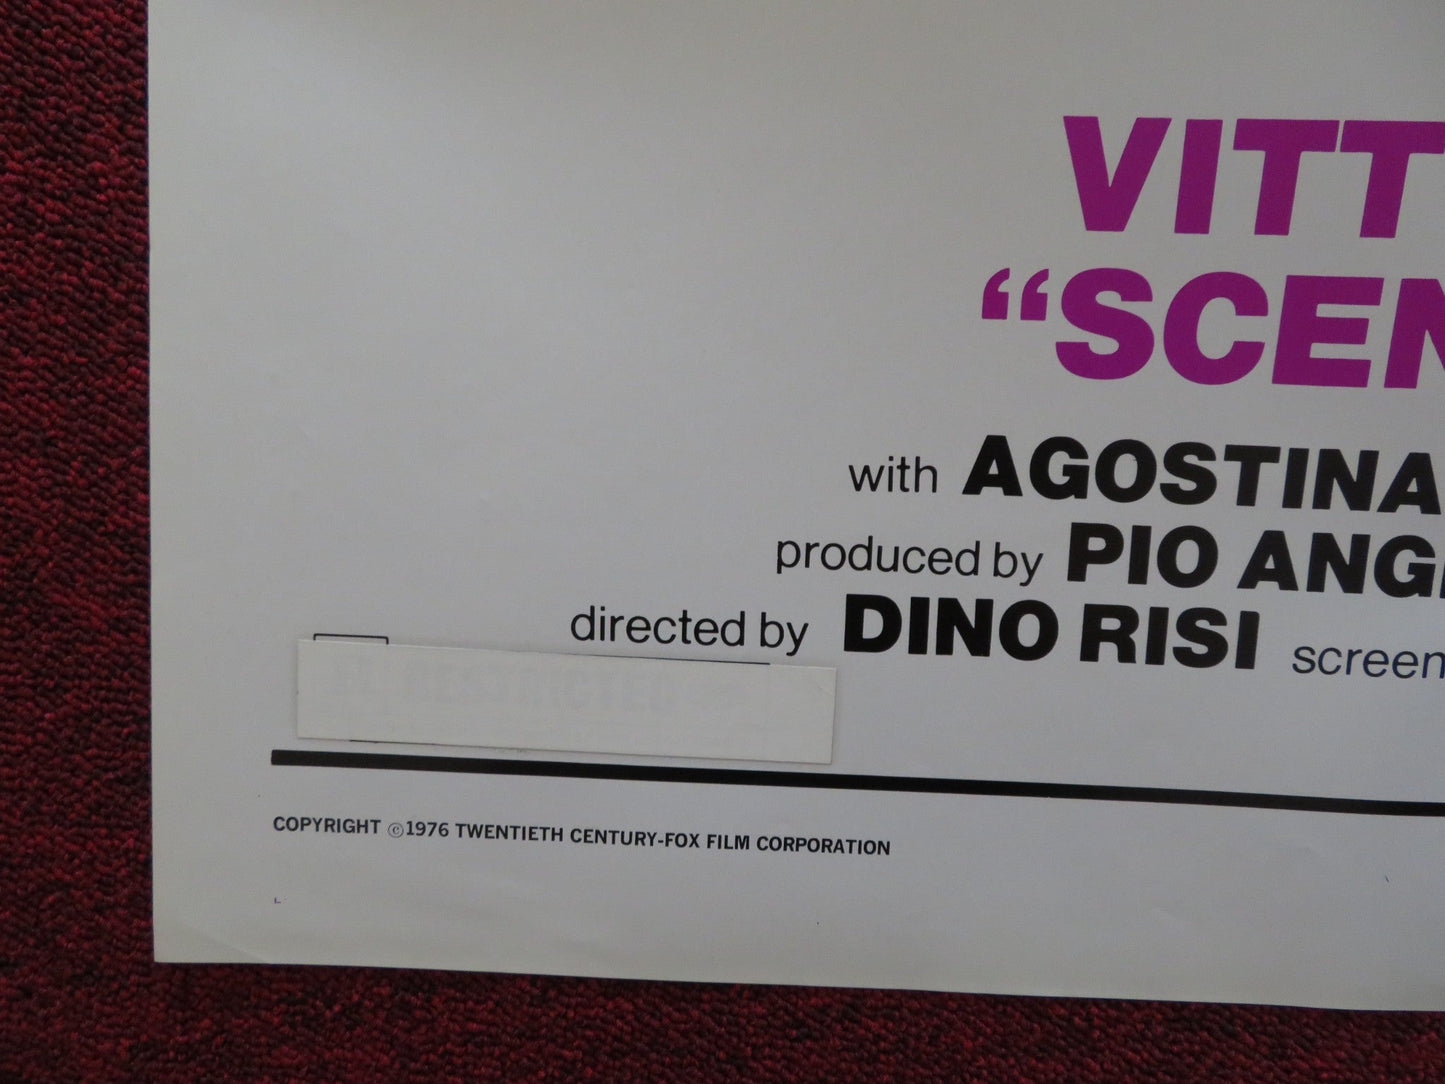 VITT
“SCEN
with AGOSTINA
produced by PIO ANG
directed by DINO RISI screen
COPYRIGHT ©1976 TWENTIETH CENTURY-FOX FILM CORPORATION